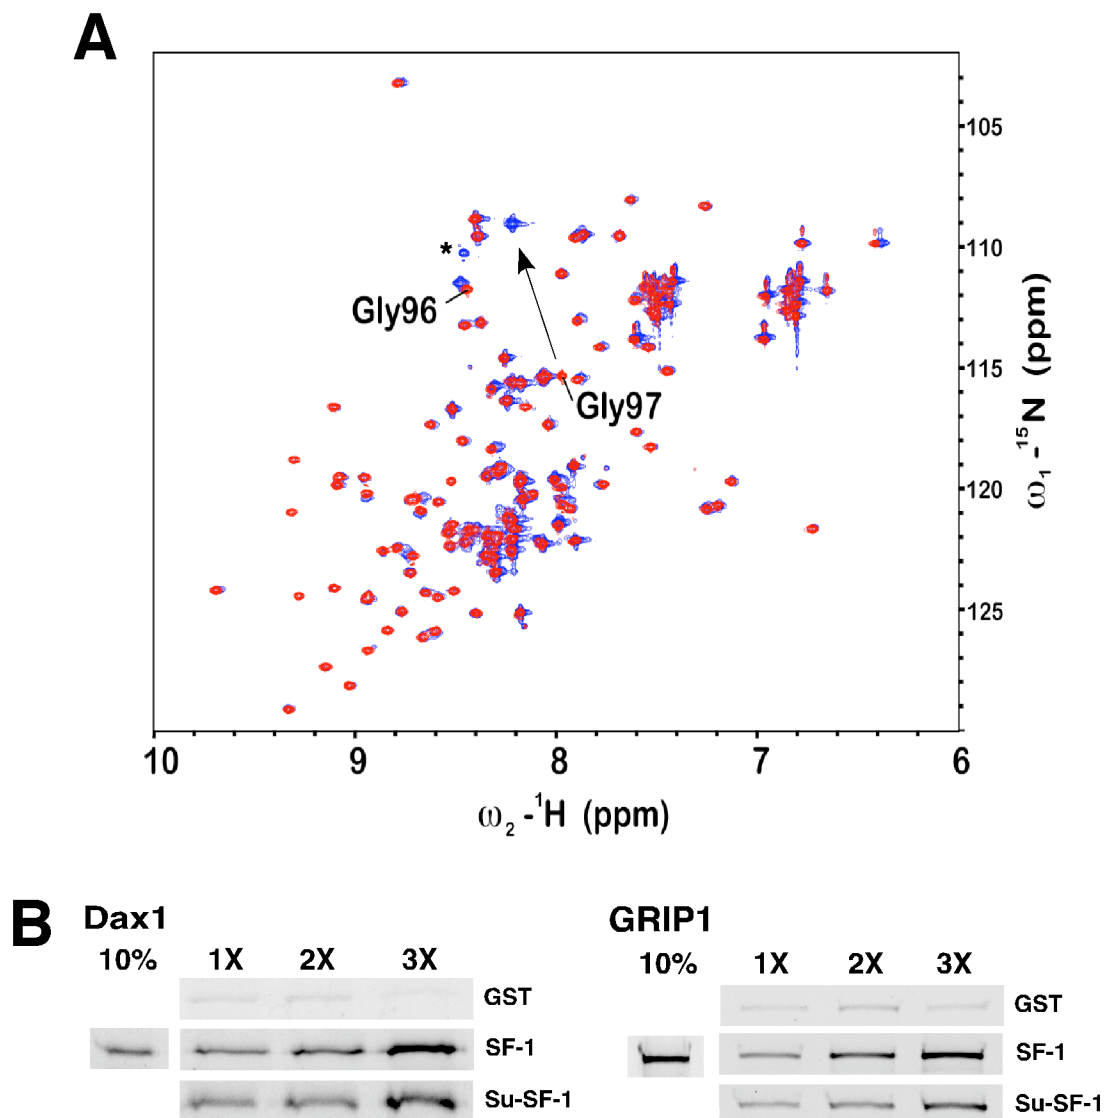 A
105
110
115
120
125
ω₁ - ¹⁵N (ppm)
*
Gly96
Gly97
10 9 8 7 6
ω₂ - ¹H (ppm)
B
Dax1
10% 1X 2X 3X
GST
SF-1
Su-SF-1
GRIP1
10% 1X 2X 3X
GST
SF-1
Su-SF-1